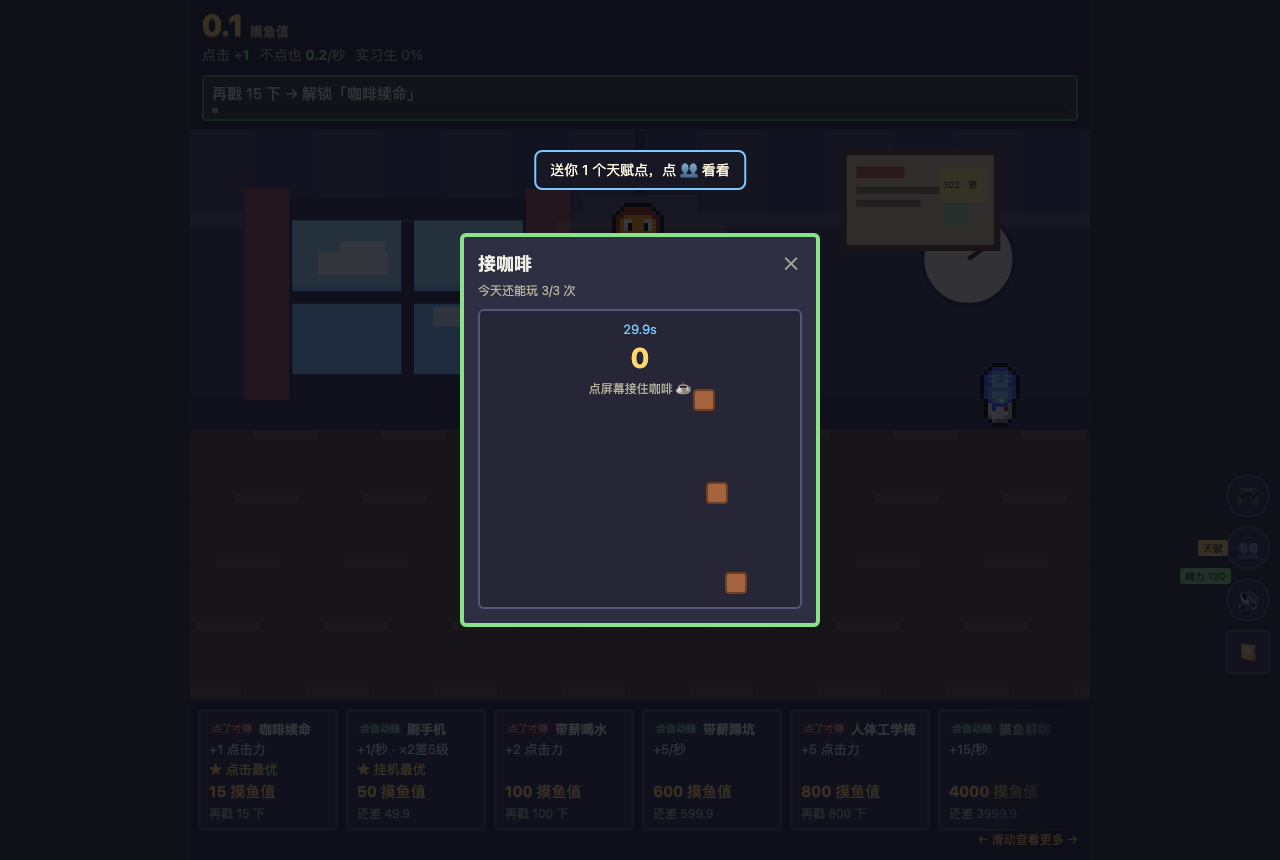 0.1 摸鱼值
点击 +1 不点也 0.2/秒 实习生 0%
再戳 15 下 → 解锁「咖啡续命」
送你 1 个天赋点，点 👥 看看
302 · 第
接咖啡 ×
今天还能玩 3/3 次
29.9s
0
点屏幕接住咖啡 ☕
天赋
精力 100
点了才赚 咖啡续命
+1 点击力
★ 点击最优
15 摸鱼值
再戳 15 下
会自动赚 刷手机
+1/秒 · ×2差5级
★ 挂机最优
50 摸鱼值
还差 49.9
点了才赚 带薪喝水
+2 点击力
100 摸鱼值
再戳 100 下
会自动赚 带薪蹲坑
+5/秒
600 摸鱼值
还差 599.9
点了才赚 人体工学椅
+5 点击力
800 摸鱼值
再戳 800 下
会自动赚 摸鱼群聊
+15/秒
4000 摸鱼值
还差 3999.9
← 滑动查看更多 →